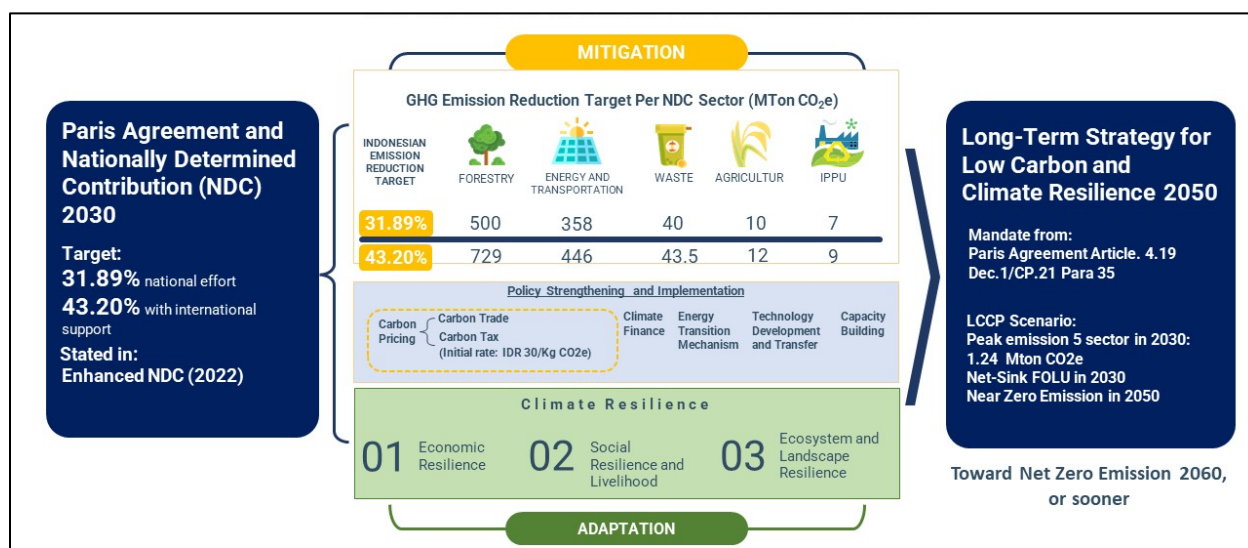 MITIGATION
Paris Agreement and
Nationally Determined
Contribution (NDC)
2030
Target:
31.89% national effort
43.20% with international
support
Stated in:
Enhanced NDC (2022)
GHG Emission Reduction Target Per NDC Sector (MTon CO₂e)
INDONESIAN
EMISSION
REDUCTION
TARGET
FORESTRY
ENERGY AND
TRANSPORTATION
WASTE
AGRICULTUR
IPPU
31.89% 500 358 40 10 7
43.20% 729 446 43.5 12 9
Policy Strengthening and Implementation
Carbon
Pricing
Carbon Trade
Carbon Tax
(Initial rate: IDR 30/Kg CO2e)
Climate
Finance
Energy
Transition
Mechanism
Technology
Development
and Transfer
Capacity
Building
Climate Resilience
01 Economic
Resilience
02 Social
Resilience and
Livelihood
03 Ecosystem and
Landscape
Resilience
ADAPTATION
Long-Term Strategy for
Low Carbon and
Climate Resilience 2050
Mandate from:
Paris Agreement Article. 4.19
Dec.1/CP.21 Para 35
LCCP Scenario:
Peak emission 5 sector in 2030:
1.24 Mton CO2e
Net-Sink FOLU in 2030
Near Zero Emission in 2050
Toward Net Zero Emission 2060,
or sooner